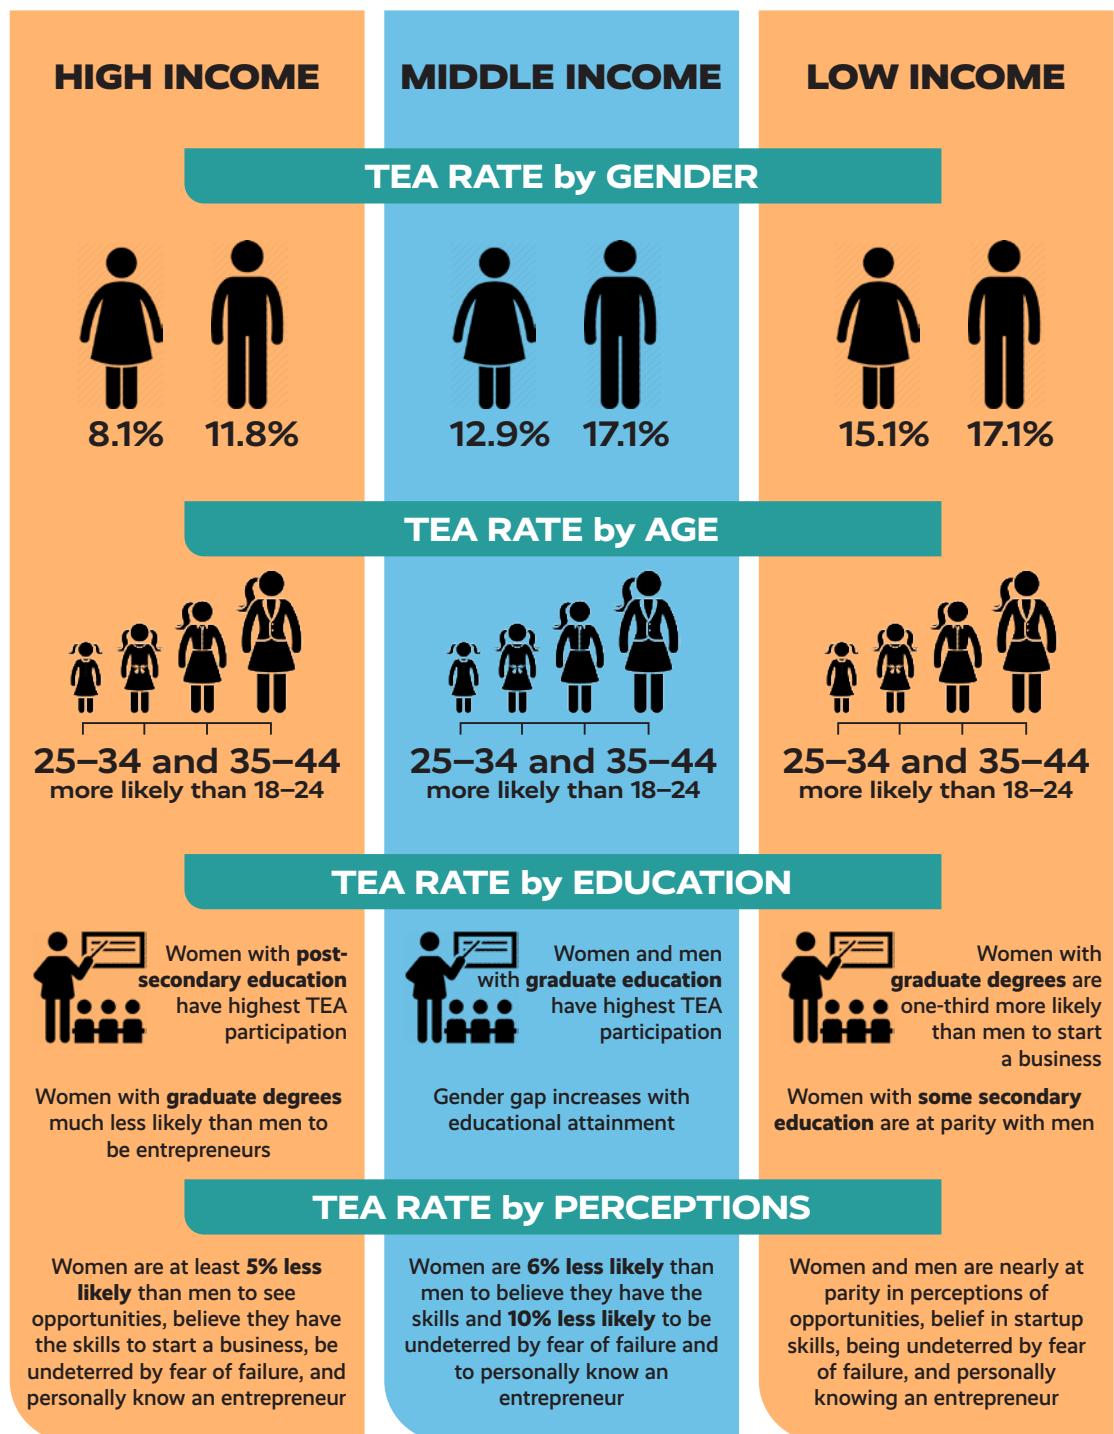 HIGH INCOME
MIDDLE INCOME
LOW INCOME
TEA RATE by GENDER
8.1%
11.8%
12.9%
17.1%
15.1%
17.1%
TEA RATE by AGE
25–34 and 35–44
more likely than 18–24
25–34 and 35–44
more likely than 18–24
25–34 and 35–44
more likely than 18–24
TEA RATE by EDUCATION
Women with post-
secondary education
have highest TEA
participation
Women with graduate degrees
much less likely than men to
be entrepreneurs
Women and men
with graduate education
have highest TEA
participation
Gender gap increases with
educational attainment
Women with
graduate degrees are
one-third more likely
than men to start
a business
Women with some secondary
education are at parity with men
TEA RATE by PERCEPTIONS
Women are at least 5% less
likely than men to see
opportunities, believe they have
the skills to start a business, be
undeterred by fear of failure, and
personally know an entrepreneur
Women are 6% less likely than
men to believe they have the
skills and 10% less likely to be
undeterred by fear of failure and
to personally know an
entrepreneur
Women and men are nearly at
parity in perceptions of
opportunities, belief in startup
skills, being undeterred by fear
of failure, and personally
knowing an entrepreneur